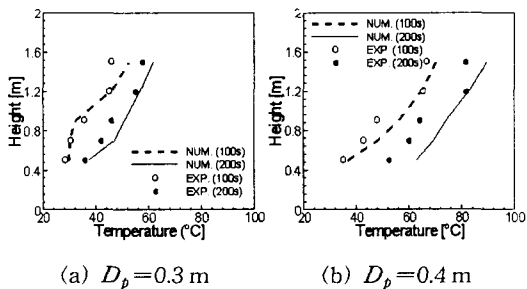 2
1.6
1.2
0.8
0.4
0
Height [m]
20 40 60 80 100
Temperature [°C]
NUM. (100s)
NUM. (200s)
EXP. (100s)
EXP. (200s)
(a) D_p=0.3 m
2
1.6
1.2
0.8
0.4
0
Height [m]
20 40 60 80 100
Temperature [°C]
NUM. (100s)
NUM. (200s)
EXP. (100s)
EXP. (200s)
(b) D_p=0.4 m